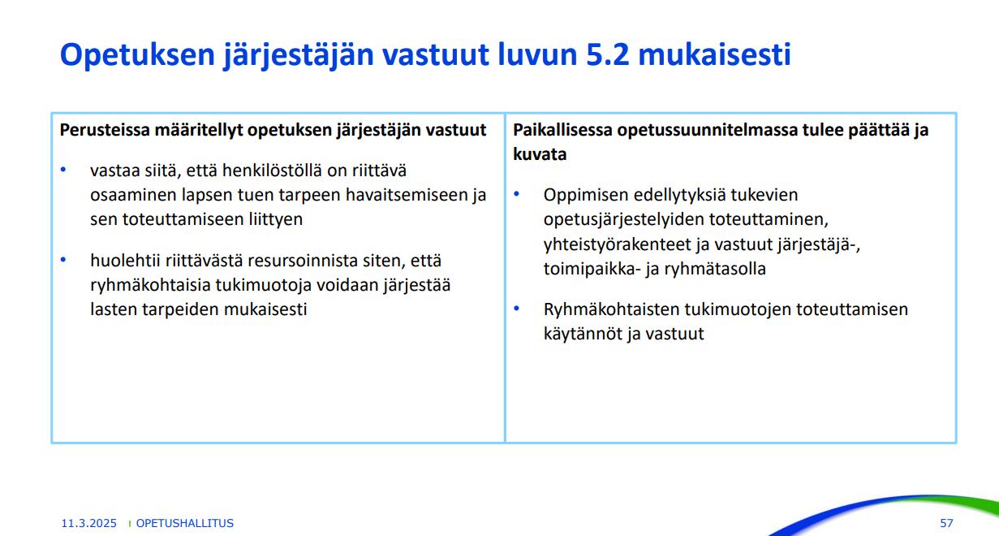 Opetuksen järjestäjän vastuut luvun 5.2 mukaisesti
Perusteissa määritellyt opetuksen järjestäjän vastuut
• vastaa siitä, että henkilöstöllä on riittävä
osaaminen lapsen tuen tarpeen havaitsemiseen ja
sen toteuttamiseen liittyen
• huolehtii riittävästä resursoinnista siten, että
ryhmäkohtaisia tukimuotoja voidaan järjestää
lasten tarpeiden mukaisesti
Paikallisessa opetussuunnitelmassa tulee päättää ja
kuvata
• Oppimisen edellytyksiä tukevien
opetusjärjestelyiden toteuttaminen,
yhteistyörakenteet ja vastuut järjestäjä-,
toimipaikka- ja ryhmätasolla
• Ryhmäkohtaisten tukimuotojen toteuttamisen
käytännöt ja vastuut
11.3.2025 | OPETUSHALLITUS
57